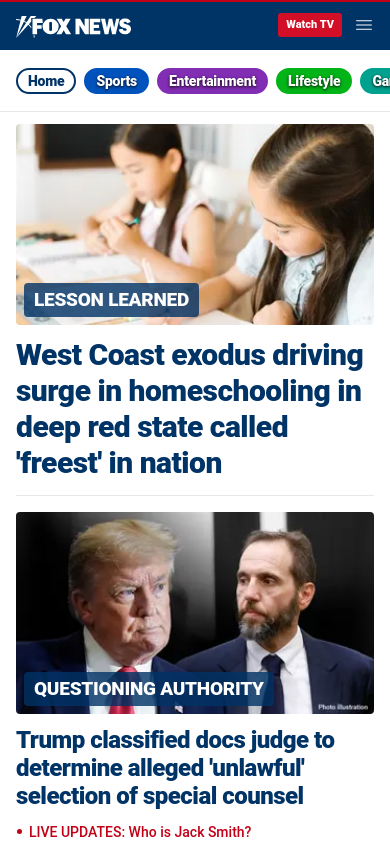 FOX NEWS
Watch TV
Home
Sports
Entertainment
Lifestyle
Ga
LESSON LEARNED
West Coast exodus driving
surge in homeschooling in
deep red state called
'freest' in nation
QUESTIONING AUTHORITY
Photo Illustration
Trump classified docs judge to
determine alleged 'unlawful'
selection of special counsel
LIVE UPDATES: Who is Jack Smith?